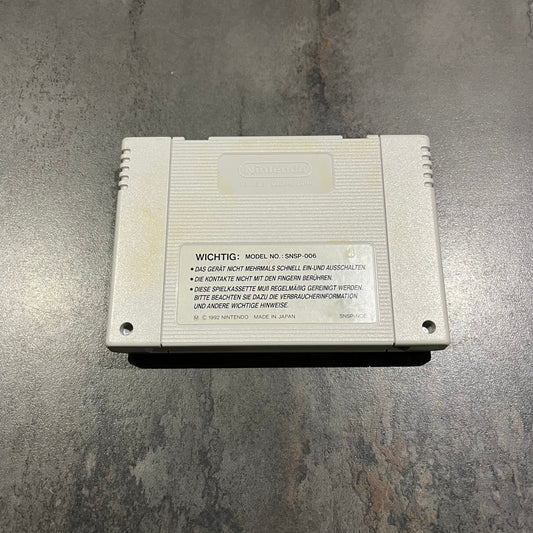 Nintendo
WICHTIG: MODEL NO.: SNSP-006
• DAS GERÄT NICHT MEHRMALS SCHNELL EIN-UND AUSSCHALTEN.
• DIE KONTAKTE NICHT MIT DEN FINGERN BERÜHREN.
• DIESE SPIELKASSETTE MUß REGELMÄßIG GEREINIGT WERDEN.
BITTE BEACHTEN SIE DAZU DIE VERBRAUCHERINFORMATION
UND ANDERE WICHTIGE HINWEISE.
Ⓜ © 1992 NINTENDO MADE IN JAPAN SNSP-NOE